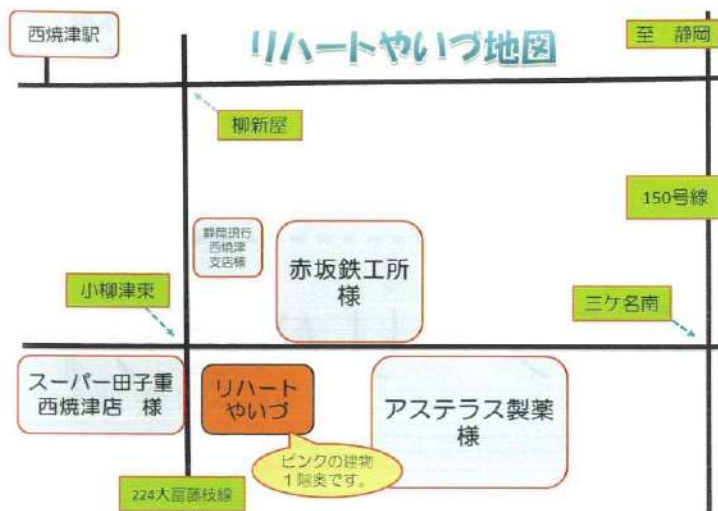 西焼津駅
リハートやいづ地図
至 静岡
柳新屋
150号線
静岡銀行
西焼津
支店様
赤坂鉄工所
様
小柳津東
三ケ名南
スーパー田子重
西焼津店 様
リハート
やいづ
アステラス製薬
様
ピンクの建物
1階奥です。
224大富藤枝線